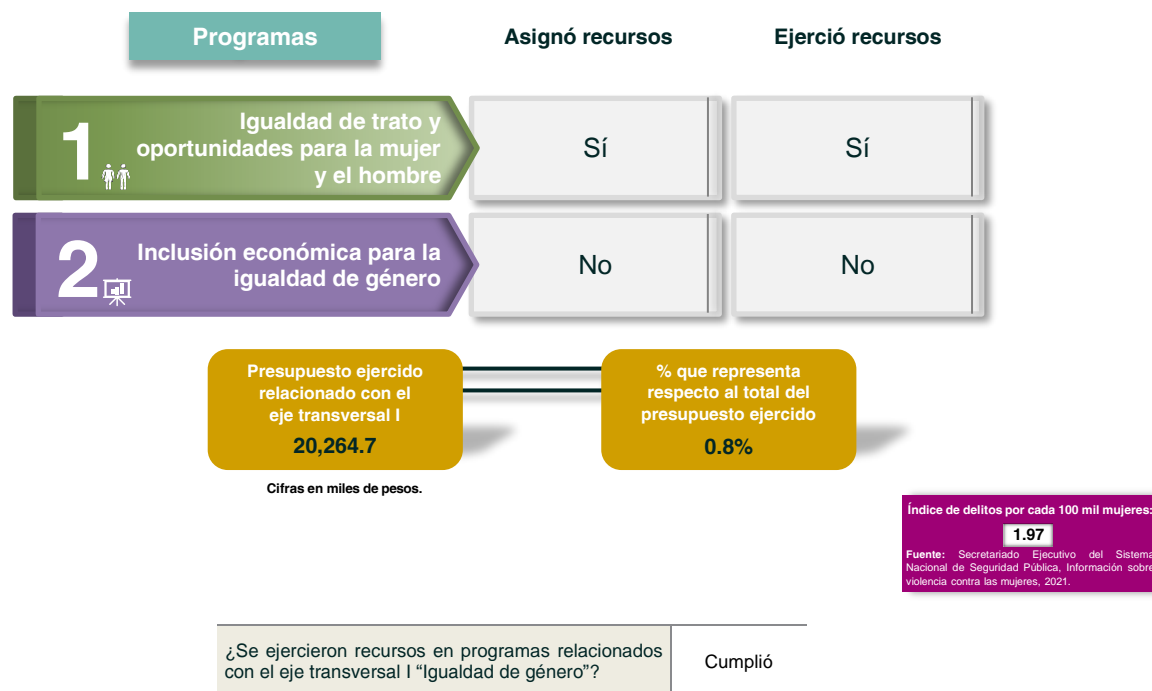 Programas
Asignó recursos
Ejerció recursos
1
Igualdad de trato y
oportunidades para la mujer
y el hombre
Sí
Sí
2
Inclusión económica para la
igualdad de género
No
No
Presupuesto ejercido
relacionado con el
eje transversal I
20,264.7
% que representa
respecto al total del
presupuesto ejercido
0.8%
Cifras en miles de pesos.
Índice de delitos por cada 100 mil mujeres:
1.97
Fuente: Secretariado Ejecutivo del Sistema
Nacional de Seguridad Pública, Información sobre
violencia contra las mujeres, 2021.
¿Se ejercieron recursos en programas relacionados
con el eje transversal I “Igualdad de género”?
Cumplió